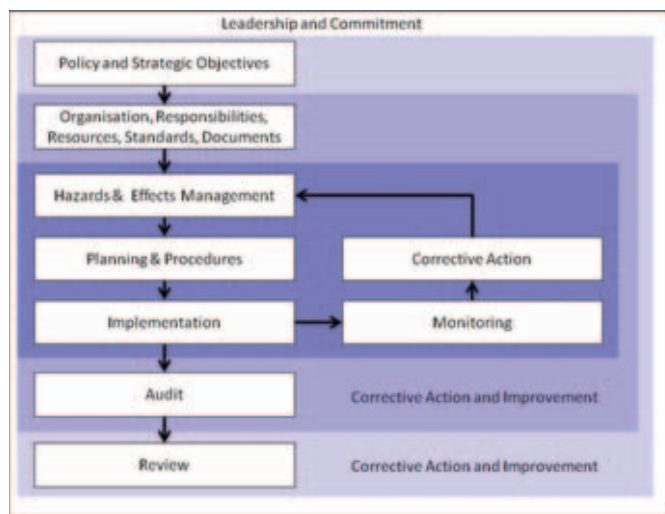 Leadership and Commitment
Policy and Strategic Objectives
Organisation, Responsibilities,
Resources, Standards, Documents
Hazards & Effects Management
Planning & Procedures
Corrective Action
Implementation
Monitoring
Audit
Corrective Action and Improvement
Review
Corrective Action and Improvement